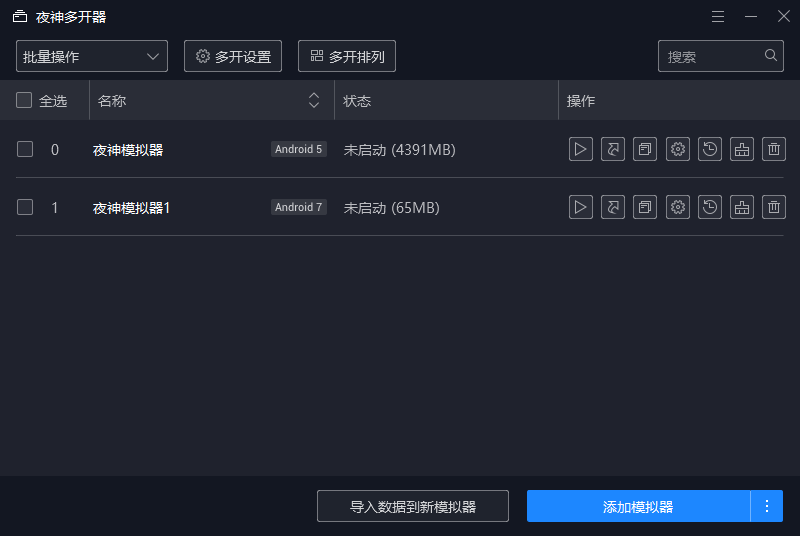 夜神多开器
批量操作 多开设置 多开排列 搜索
全选 名称 状态 操作
0 夜神模拟器 Android 5 未启动 (4391MB)
1 夜神模拟器1 Android 7 未启动 (65MB)
导入数据到新模拟器 添加模拟器